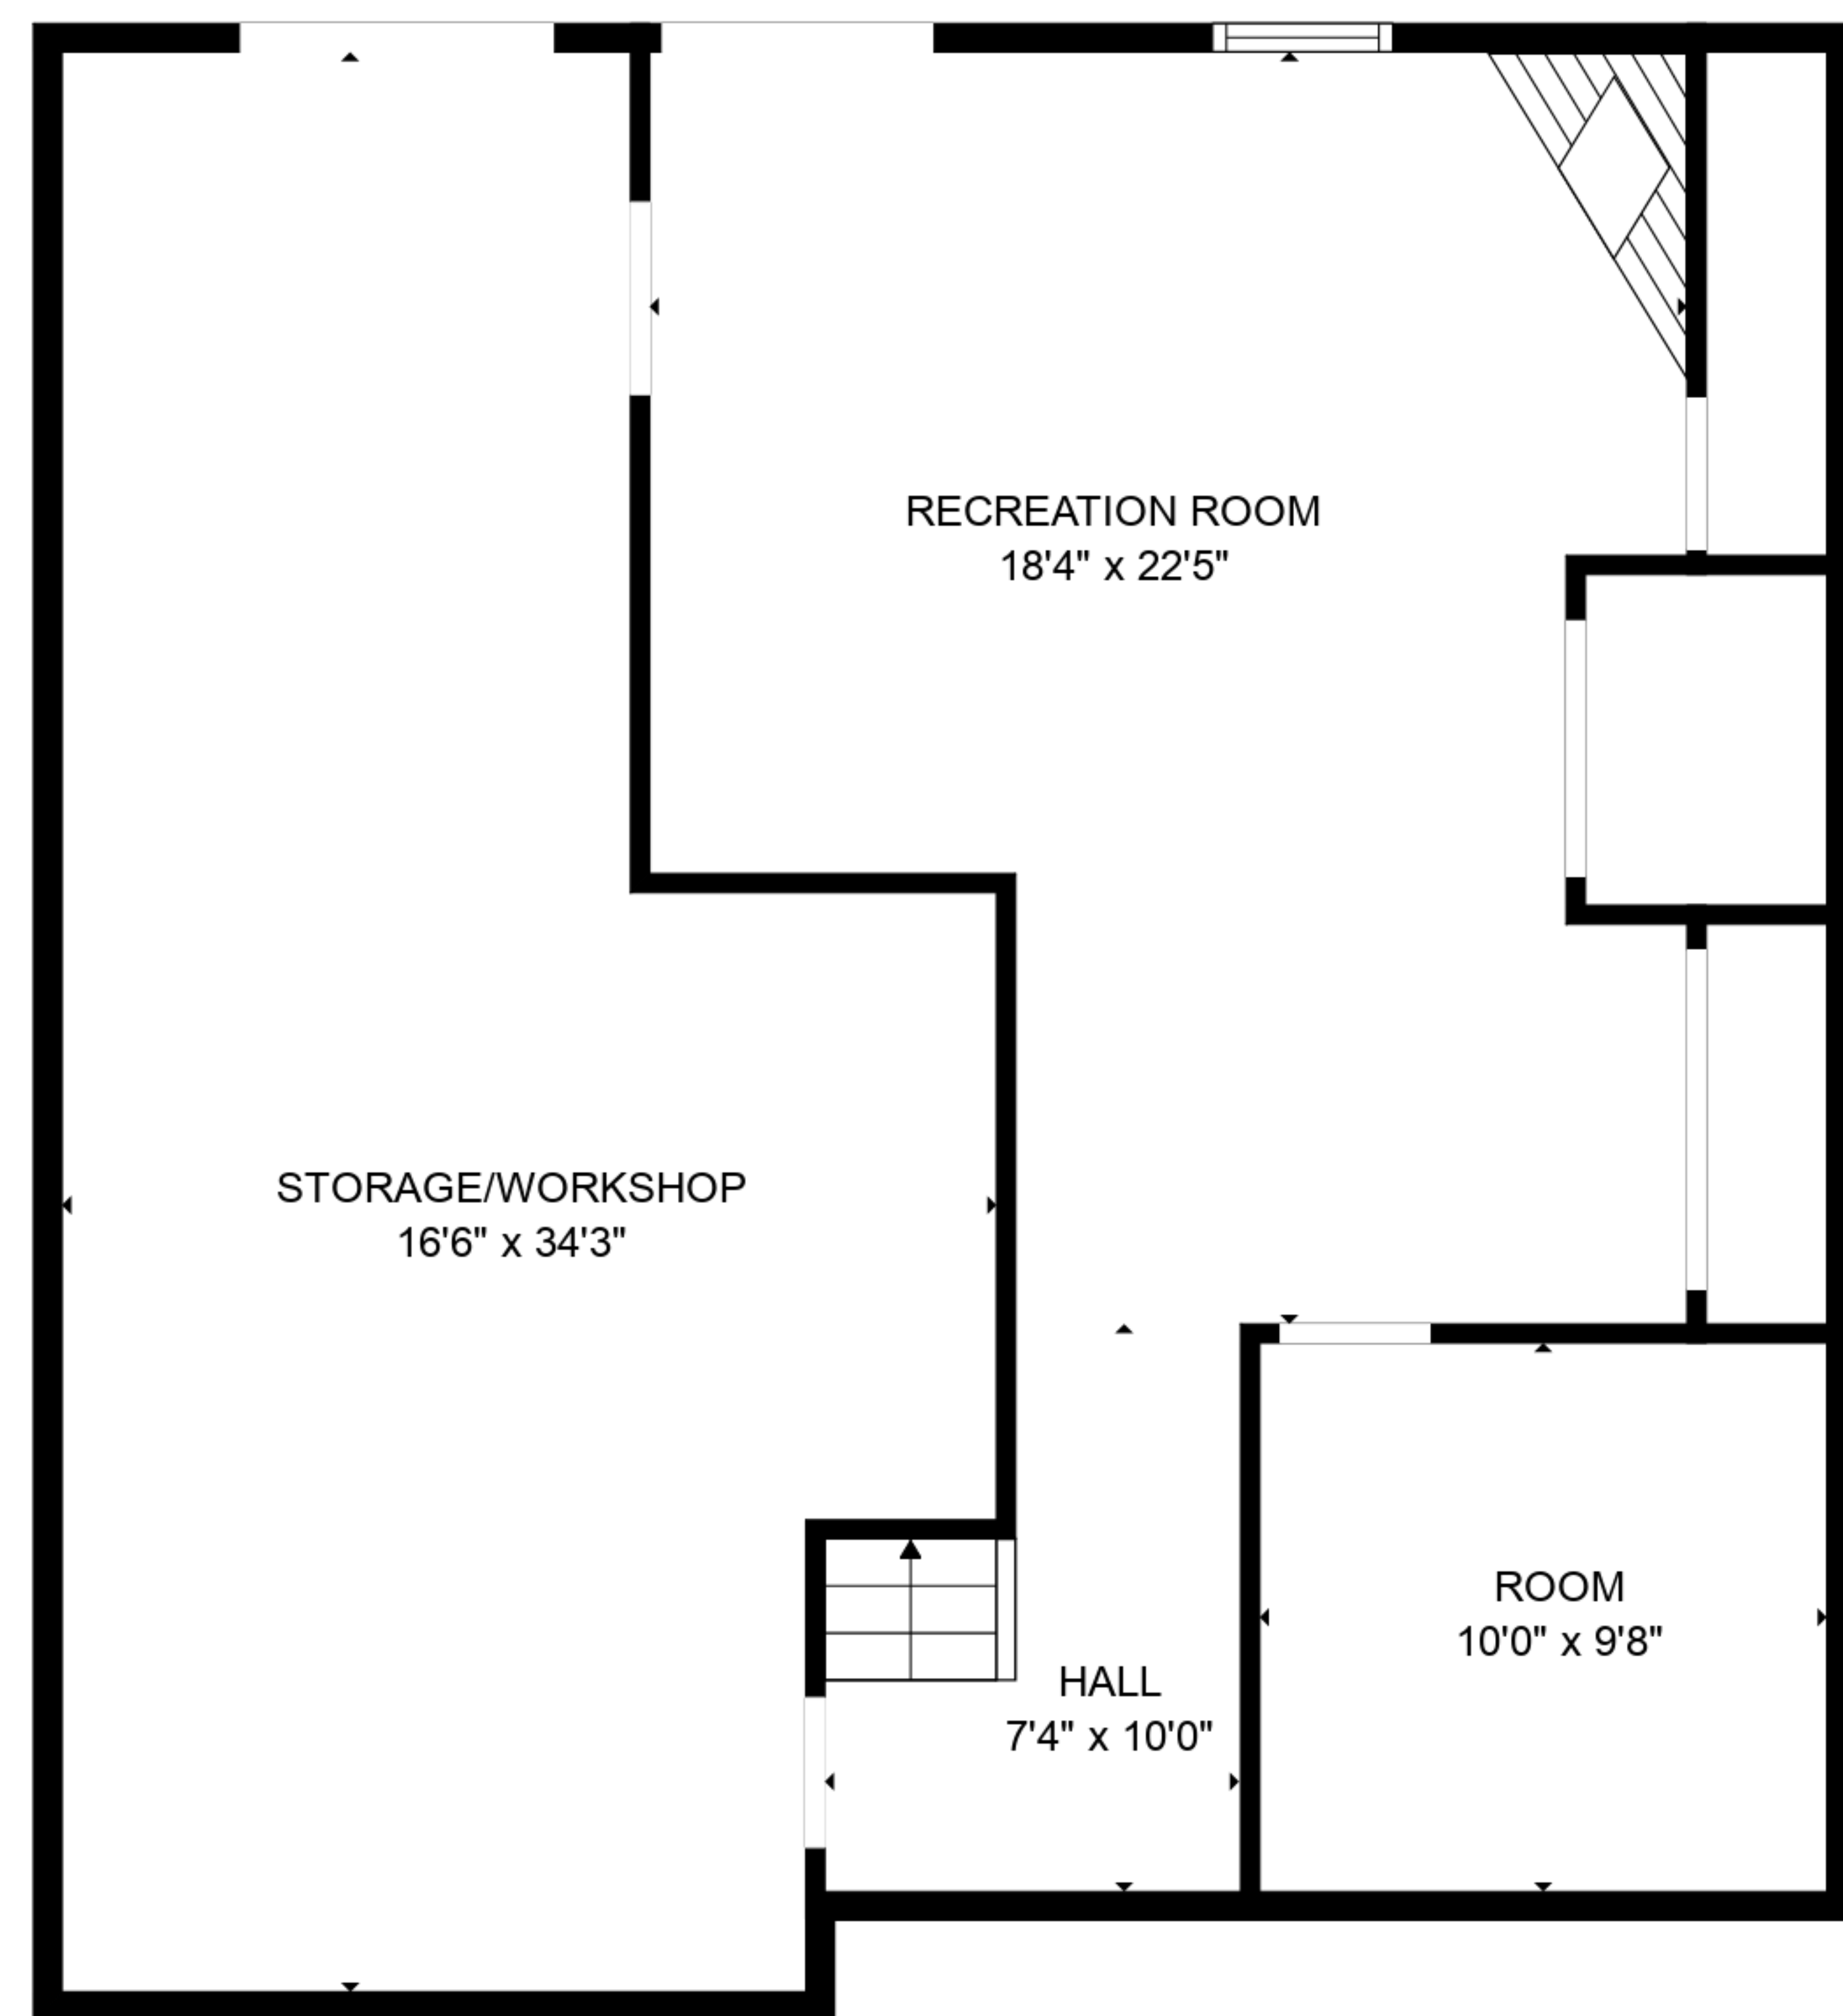 RECREATION ROOM
18'4" x 22'5"
STORAGE/WORKSHOP
16'6" x 34'3"
ROOM
10'0" x 9'8"
HALL
7'4" x 10'0"